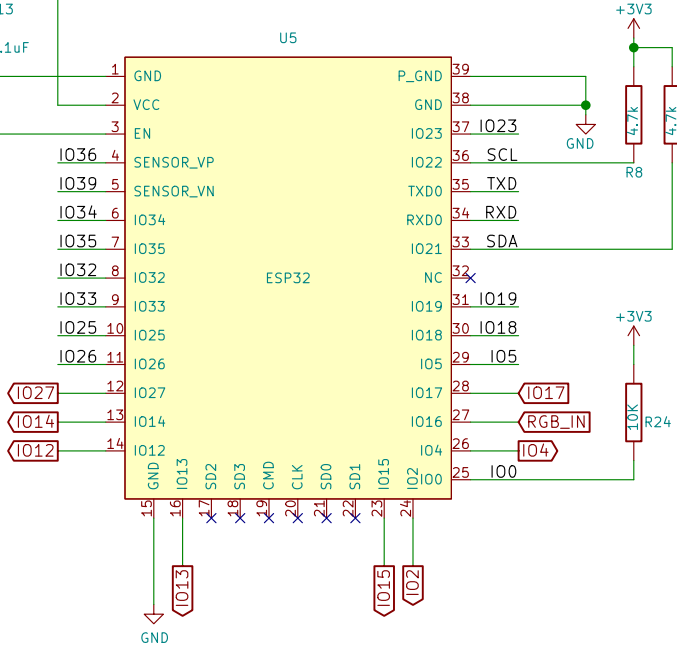 13
+3V3
U5
.1uF
1 GND P_GND 39
2 VCC GND 38
3 EN IO23 37 IO23
GND
4.7k
4.7k
IO36 4 SENSOR_VP IO22 36 SCL
R8
IO39 5 SENSOR_VN TXD0 35 TXD
IO34 6 IO34 RXD0 34 RXD
IO35 7 IO35 IO21 33 SDA
IO32 8 IO32 ESP32 NC 32
IO33 9 IO33 IO19 31 IO19
+3V3
IO25 10 IO25 IO18 30 IO18
IO26 11 IO26 IO5 29 IO5
IO27 12 IO27 IO17 28 IO17
IO14 13 IO14 IO16 27 RGB_IN
10K R24
IO12 14 IO12 IO4 26 IO4
IO0 25 IO0
GND IO13 SD2 SD3 CMD CLK SD0 SD1 IO15 IO2
15 16 17 18 19 20 21 22 23 24
IO13 IO15 IO2
GND